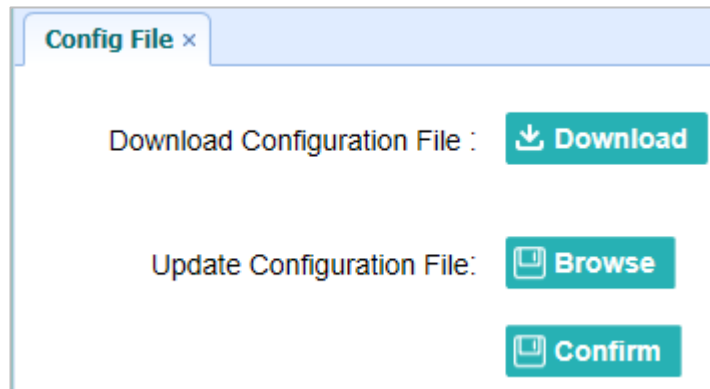 Config File ×
Download Configuration File : Download
Update Configuration File: Browse
Confirm